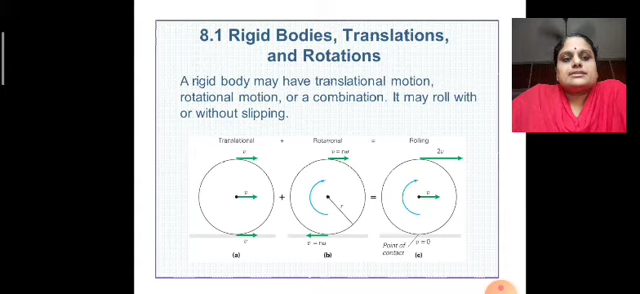 8.1 Rigid Bodies, Translations,
and Rotations
A rigid body may have translational motion,
rotational motion, or a combination. It may roll with
or without slipping.
Translational + Rotational = Rolling
v v = rω 2v
v v
+ r =
v v = rω
Point of contact v = 0
(a) (b) (c)